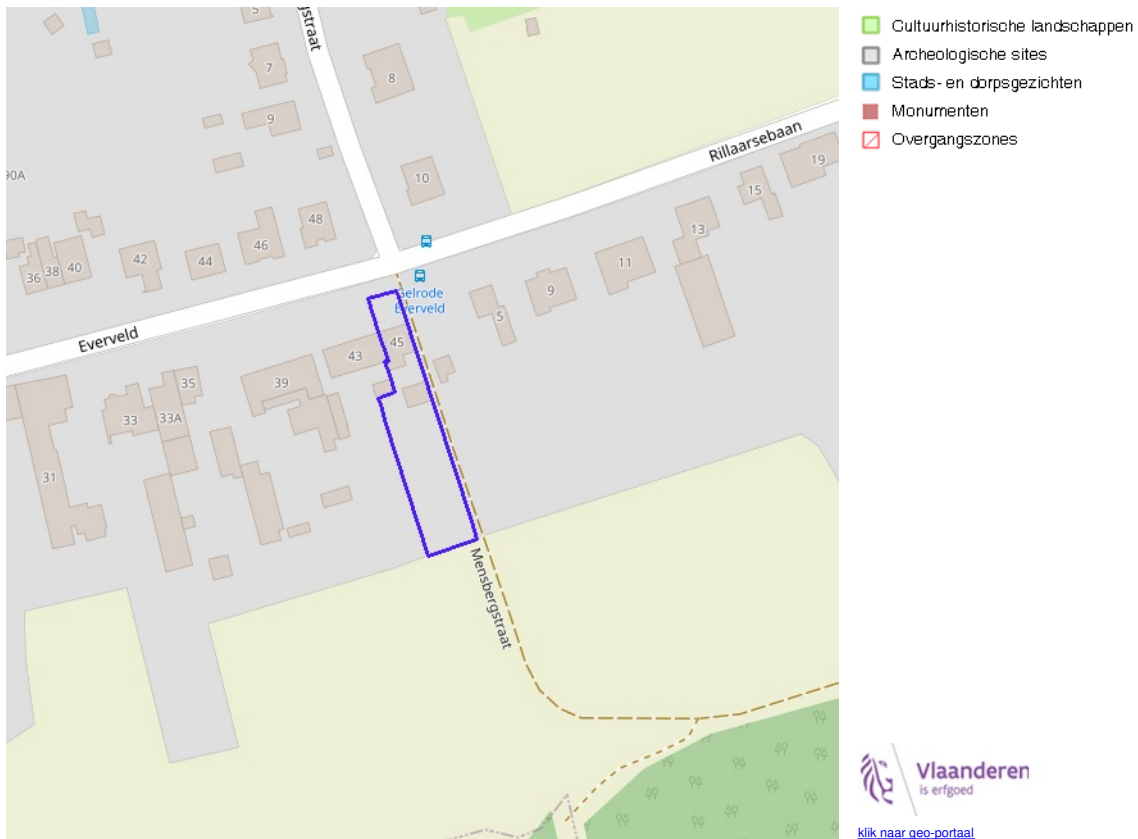 gstraat
5
7
8
9
Rillaarsebaan
19
90A
10
15
48
13
46
42
44
40
38
36
11
9
Gelrode
Everveld
5
Everveld
45
43
35
39
33
33A
31
Mensbergstraat
Cultuurhistorische landschappen
Archeologische sites
Stads- en dorpsgezichten
Monumenten
Overgangszones
Vlaanderen
is erfgoed
klik naar geo-portaal